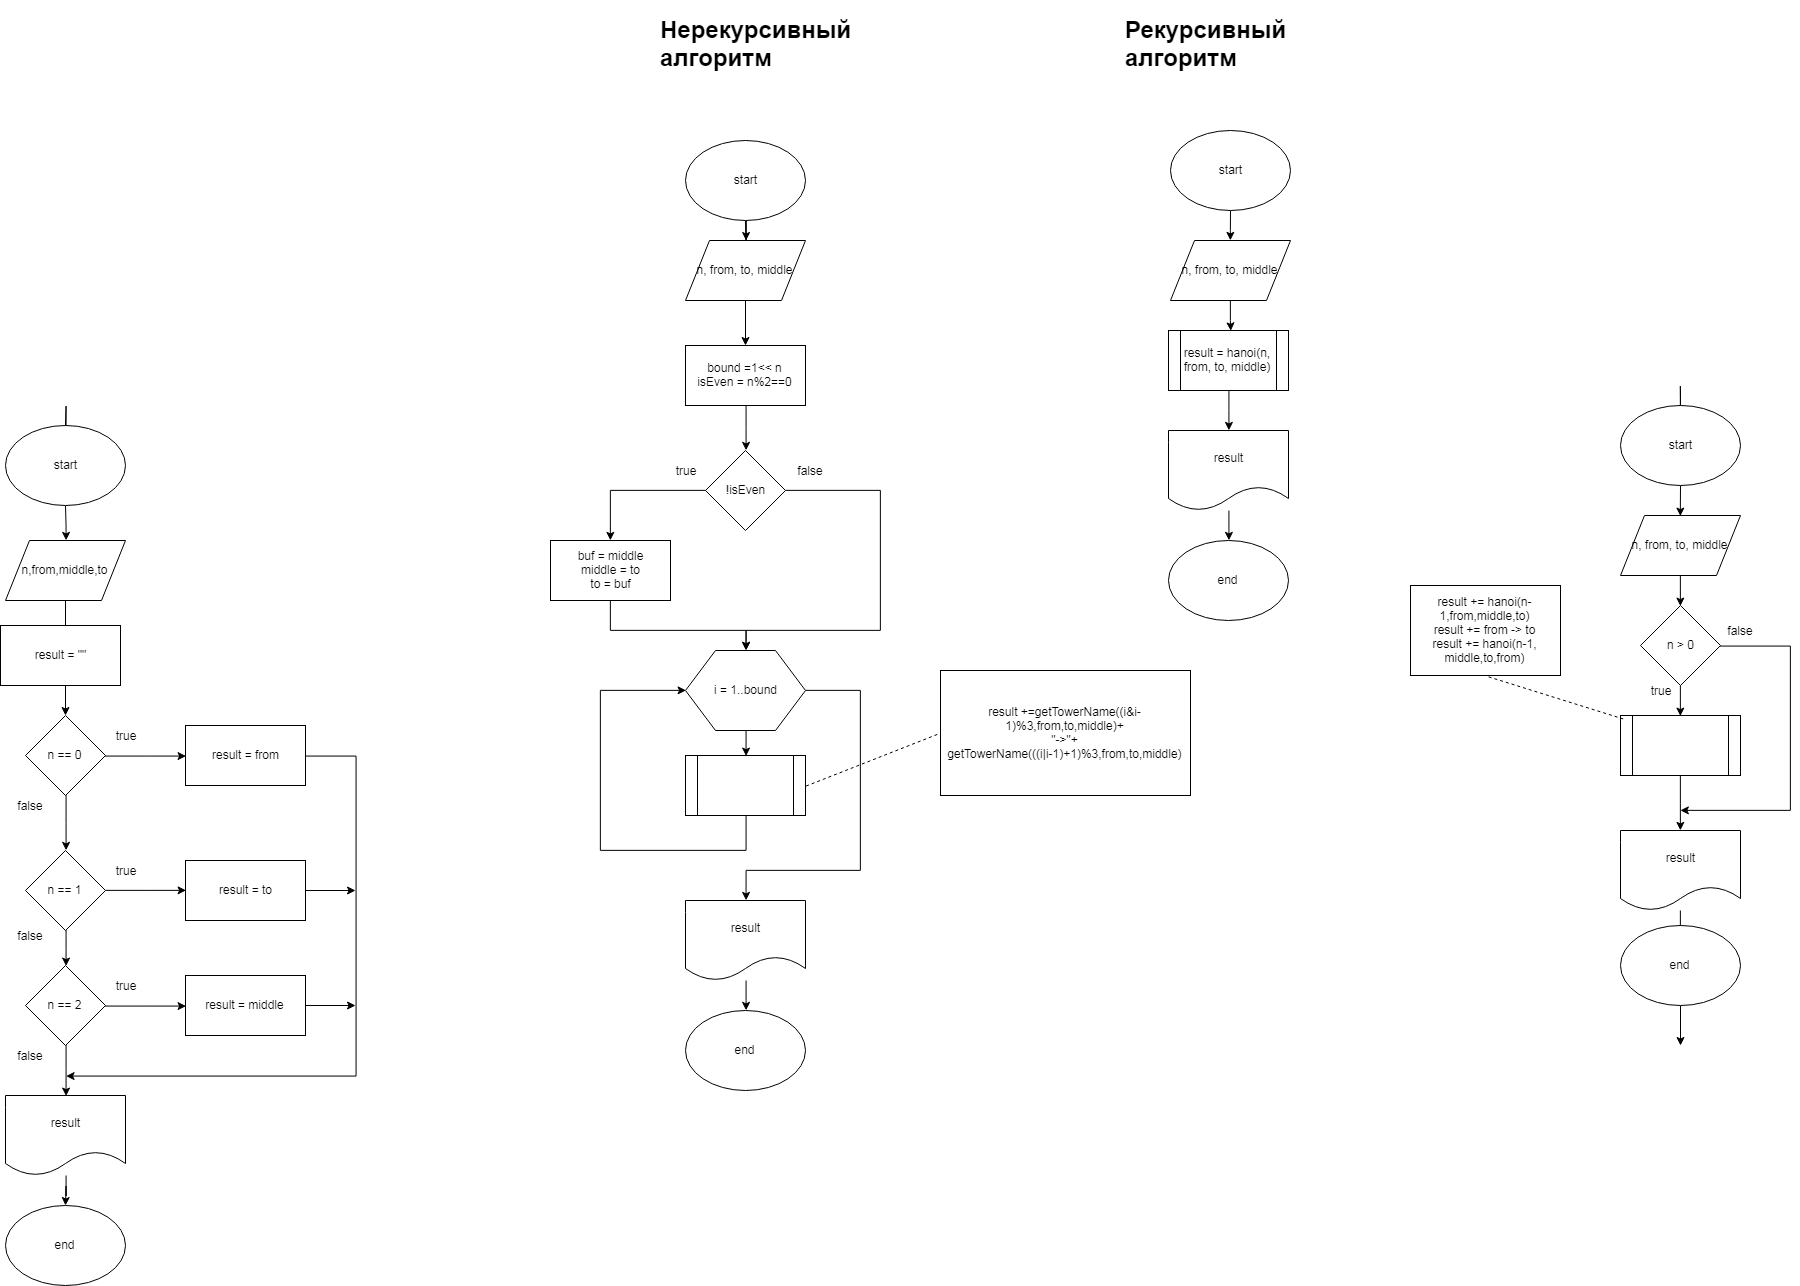 Нерекурсивный
алгоритм
Рекурсивный
алгоритм
start
n,from,middle,to
result = ""
n == 0
true
result = from
false
n == 1
true
result = to
false
n == 2
true
result = middle
false
result
end
start
n, from, to, middle
bound =1<< n
isEven = n%2==0
true
!isEven
false
buf = middle
middle = to
to = buf
i = 1..bound
result +=getTowerName((i&i-
1)%3,from,to,middle)+
"->"+
getTowerName(((i|i-1)+1)%3,from,to,middle)
result
end
start
n, from, to, middle
result = hanoi(n,
from, to, middle)
result
end
start
n, from, to, middle
result += hanoi(n-
1,from,middle,to)
result += from -> to
result += hanoi(n-1,
middle,to,from)
n > 0
false
true
result
end